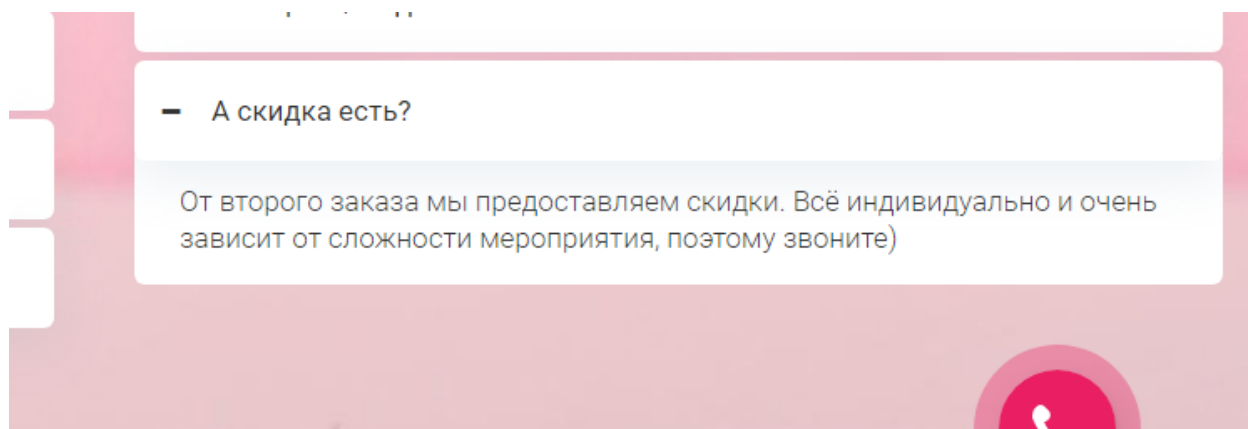 А скидка есть?
От второго заказа мы предоставляем скидки. Всё индивидуально и очень
зависит от сложности мероприятия, поэтому звоните)